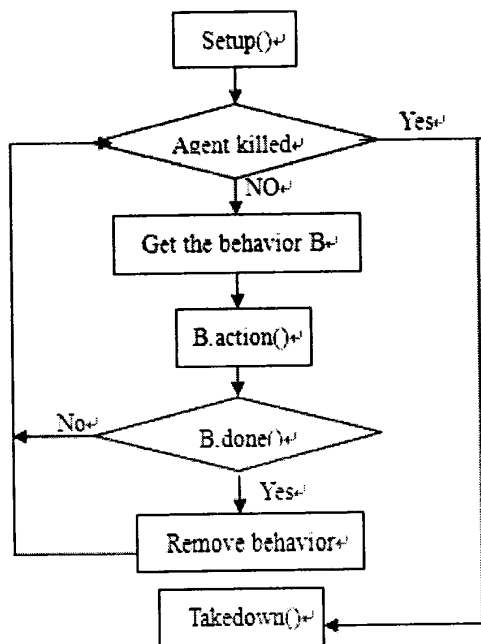 Setup()↵
Agent killed↵
Yes↵
NO↵
Get the behavior B↵
B.action()↵
No↵
B.done()↵
Yes↵
Remove behavior↵
Takedown()↵